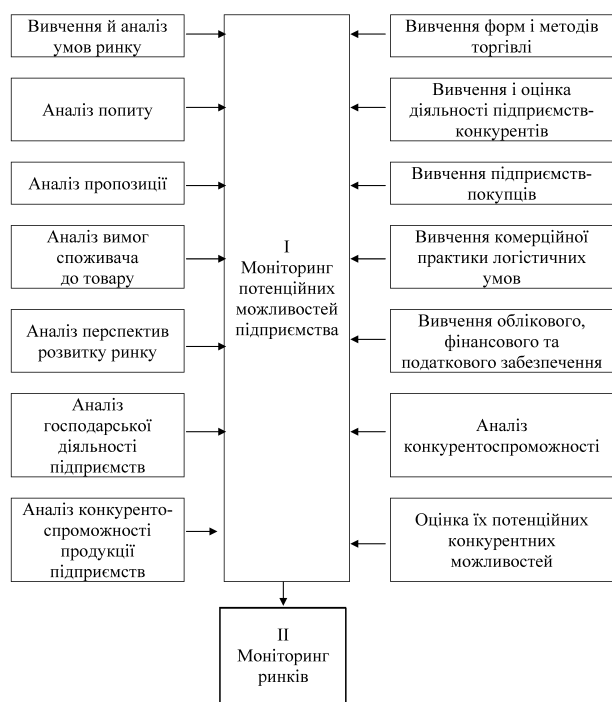 Вивчення й аналіз
умов ринку
Аналіз попиту
Аналіз пропозиції
Аналіз вимог
споживача
до товару
Аналіз перспектив
розвитку ринку
Аналіз
господарської
діяльності
підприємств
Аналіз конкуренто-
спроможності
продукції
підприємств
I
Моніторинг
потенційних
можливостей
підприємства
Вивчення форм і методів
торгівлі
Вивчення і оцінка
діяльності підприємств-
конкурентів
Вивчення підприємств-
покупців
Вивчення комерційної
практики логістичних
умов
Вивчення облікового,
фінансового та
податкового забезпечення
Аналіз
конкурентоспроможності
Оцінка їх потенційних
конкурентних
можливостей
II
Моніторинг
ринків